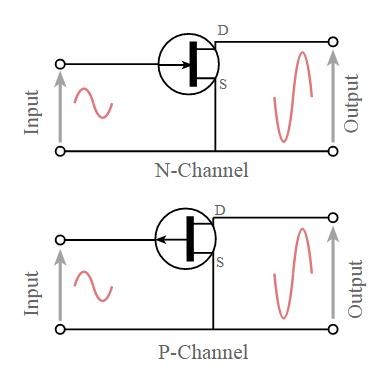 D
S
Input
Output
N-Channel
D
S
Input
Output
P-Channel